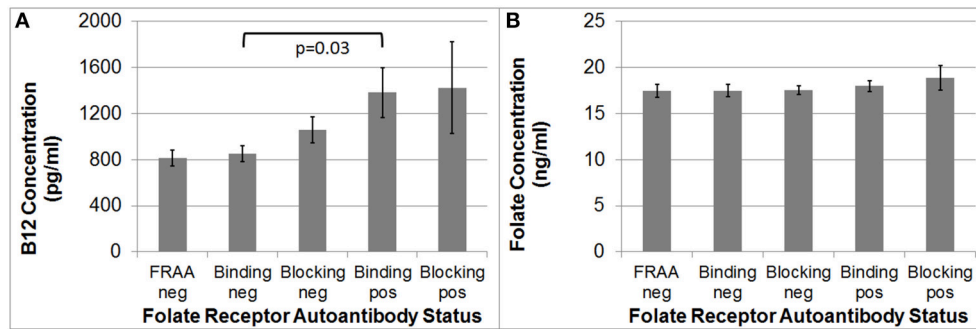 A
2000
1600
1200
800
400
0
B12 Concentration
(pg/ml)
p=0.03
FRAA Binding Blocking Binding Blocking
neg neg neg pos pos
Folate Receptor Autoantibody Status
B
25
20
15
10
5
0
Folate Concentration
(ng/ml)
FRAA Binding Blocking Binding Blocking
neg neg neg pos pos
Folate Receptor Autoantibody Status